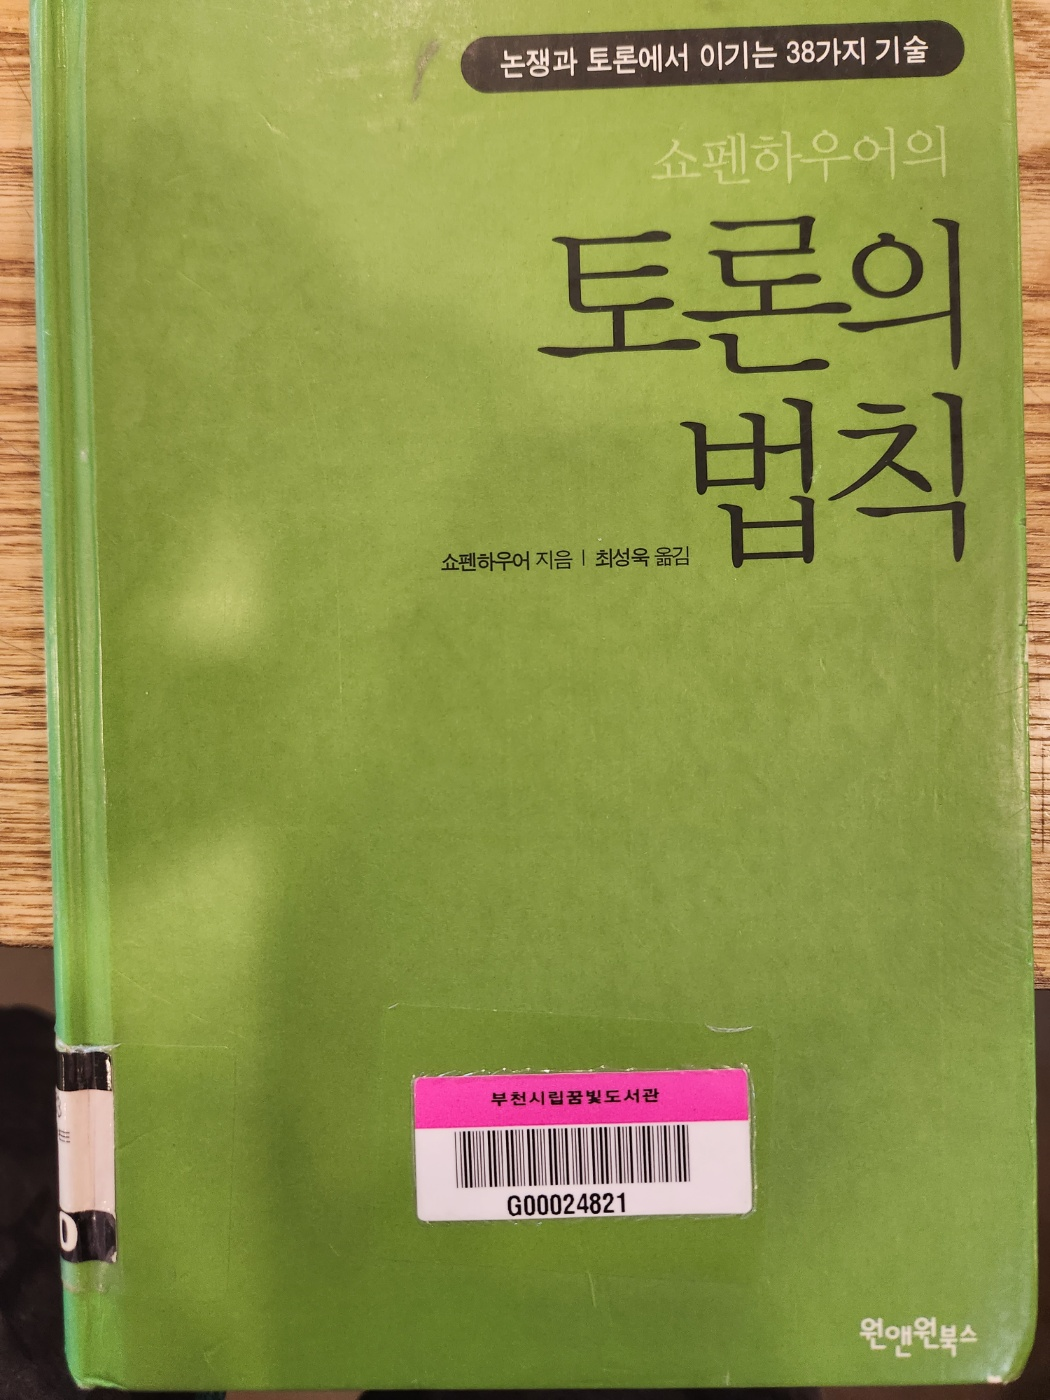 논쟁과 토론에서 이기는 38가지 기술
쇼펜하우어의
토론의
법칙
쇼펜하우어 지음 | 최성욱 옮김
부천시립꿈빛도서관
G00024821
원앤원북스